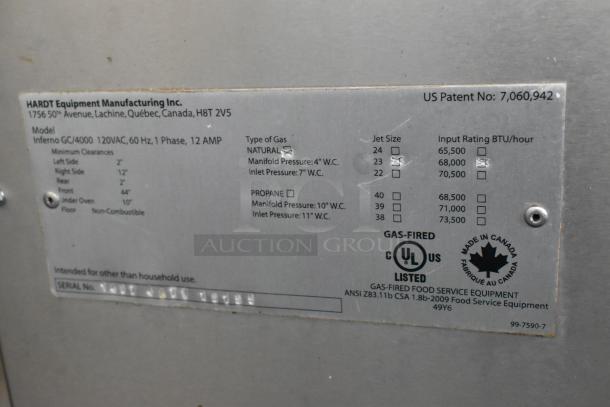 HARDT Equipment Manufacturing Inc.
1756 50th Avenue, Lachine, Québec, Canada, H8T 2V5
US Patent No: 7,060,942
Model
Inferno GC/4000 120VAC, 60 Hz, 1 Phase, 12 AMP
Minimum Clearances
Left Side 2"
Right Side 12"
Rear 2"
Front 44"
Under Oven 10"
Floor Non-Combustible
Type of Gas Jet Size Input Rating BTU/hour
NATURAL 24 65,500
Manifold Pressure: 4" W.C. 23 68,000
Inlet Pressure: 7" W.C. 22 70,500
PROPANE 40 68,500
Manifold Pressure: 10" W.C. 39 71,000
Inlet Pressure: 11" W.C. 38 73,500
AUCTION GROUP
GAS-FIRED
C UL US
LISTED
MADE IN CANADA
FABRIQUÉ AU CANADA
Intended for other than household use.
SERIAL No.
GAS-FIRED FOOD SERVICE EQUIPMENT
ANSI Z83.11b CSA 1.8b-2009 Food Service Equipment
49Y6
99-7590-7